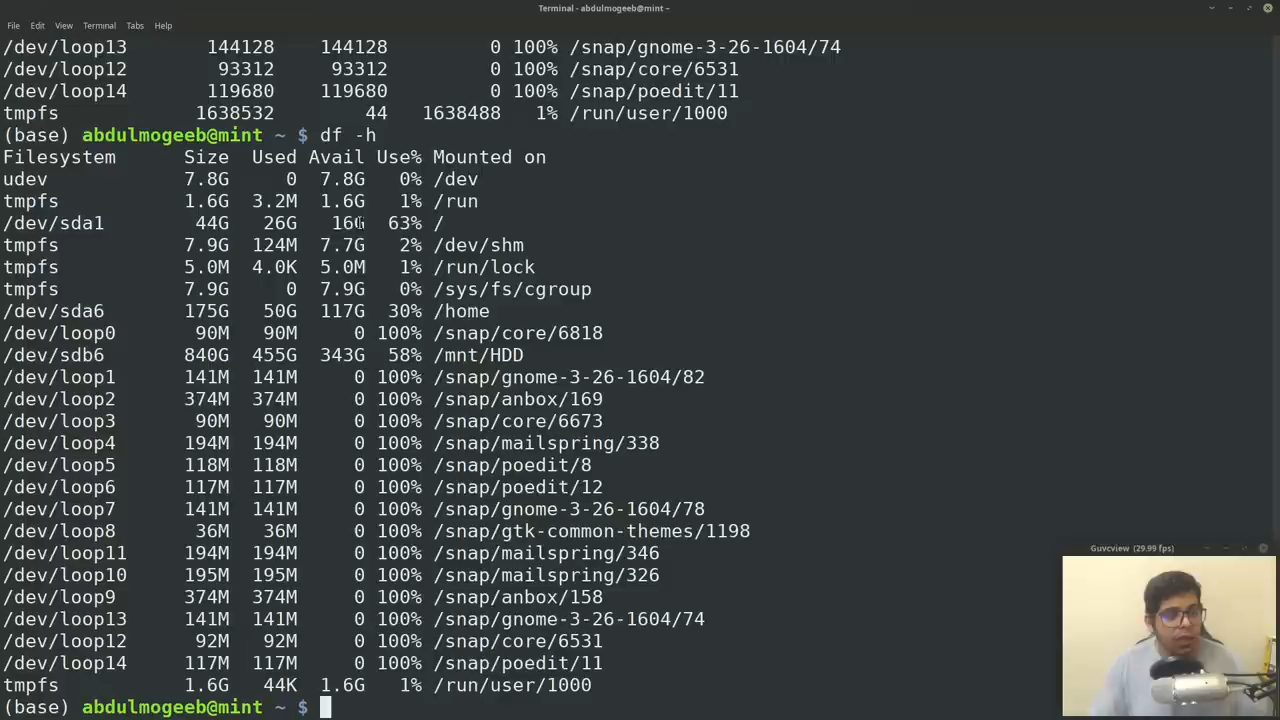 Terminal - abdulmogeeb@mint ~
File Edit View Terminal Tabs Help
/dev/loop13 144128 144128 0 100% /snap/gnome-3-26-1604/74
/dev/loop12 93312 93312 0 100% /snap/core/6531
/dev/loop14 119680 119680 0 100% /snap/poedit/11
tmpfs 1638532 44 1638488 1% /run/user/1000
(base) abdulmogeeb@mint ~ $ df -h
Filesystem Size Used Avail Use% Mounted on
udev 7.8G 0 7.8G 0% /dev
tmpfs 1.6G 3.2M 1.6G 1% /run
/dev/sda1 44G 26G 16G 63% /
tmpfs 7.9G 124M 7.7G 2% /dev/shm
tmpfs 5.0M 4.0K 5.0M 1% /run/lock
tmpfs 7.9G 0 7.9G 0% /sys/fs/cgroup
/dev/sda6 175G 50G 117G 30% /home
/dev/loop0 90M 90M 0 100% /snap/core/6818
/dev/sdb6 840G 455G 343G 58% /mnt/HDD
/dev/loop1 141M 141M 0 100% /snap/gnome-3-26-1604/82
/dev/loop2 374M 374M 0 100% /snap/anbox/169
/dev/loop3 90M 90M 0 100% /snap/core/6673
/dev/loop4 194M 194M 0 100% /snap/mailspring/338
/dev/loop5 118M 118M 0 100% /snap/poedit/8
/dev/loop6 117M 117M 0 100% /snap/poedit/12
/dev/loop7 141M 141M 0 100% /snap/gnome-3-26-1604/78
/dev/loop8 36M 36M 0 100% /snap/gtk-common-themes/1198
/dev/loop11 194M 194M 0 100% /snap/mailspring/346
/dev/loop10 195M 195M 0 100% /snap/mailspring/326
/dev/loop9 374M 374M 0 100% /snap/anbox/158
/dev/loop13 141M 141M 0 100% /snap/gnome-3-26-1604/74
/dev/loop12 92M 92M 0 100% /snap/core/6531
/dev/loop14 117M 117M 0 100% /snap/poedit/11
tmpfs 1.6G 44K 1.6G 1% /run/user/1000
(base) abdulmogeeb@mint ~ $
Guvcview (29.99 fps)